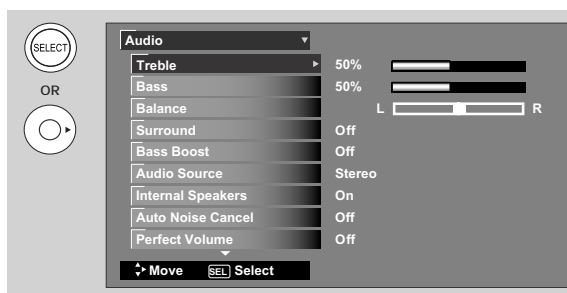 SELECT
OR
Audio
Treble 50%
Bass 50%
Balance L R
Surround Off
Bass Boost Off
Audio Source Stereo
Internal Speakers On
Auto Noise Cancel Off
Perfect Volume Off
Move SEL Select